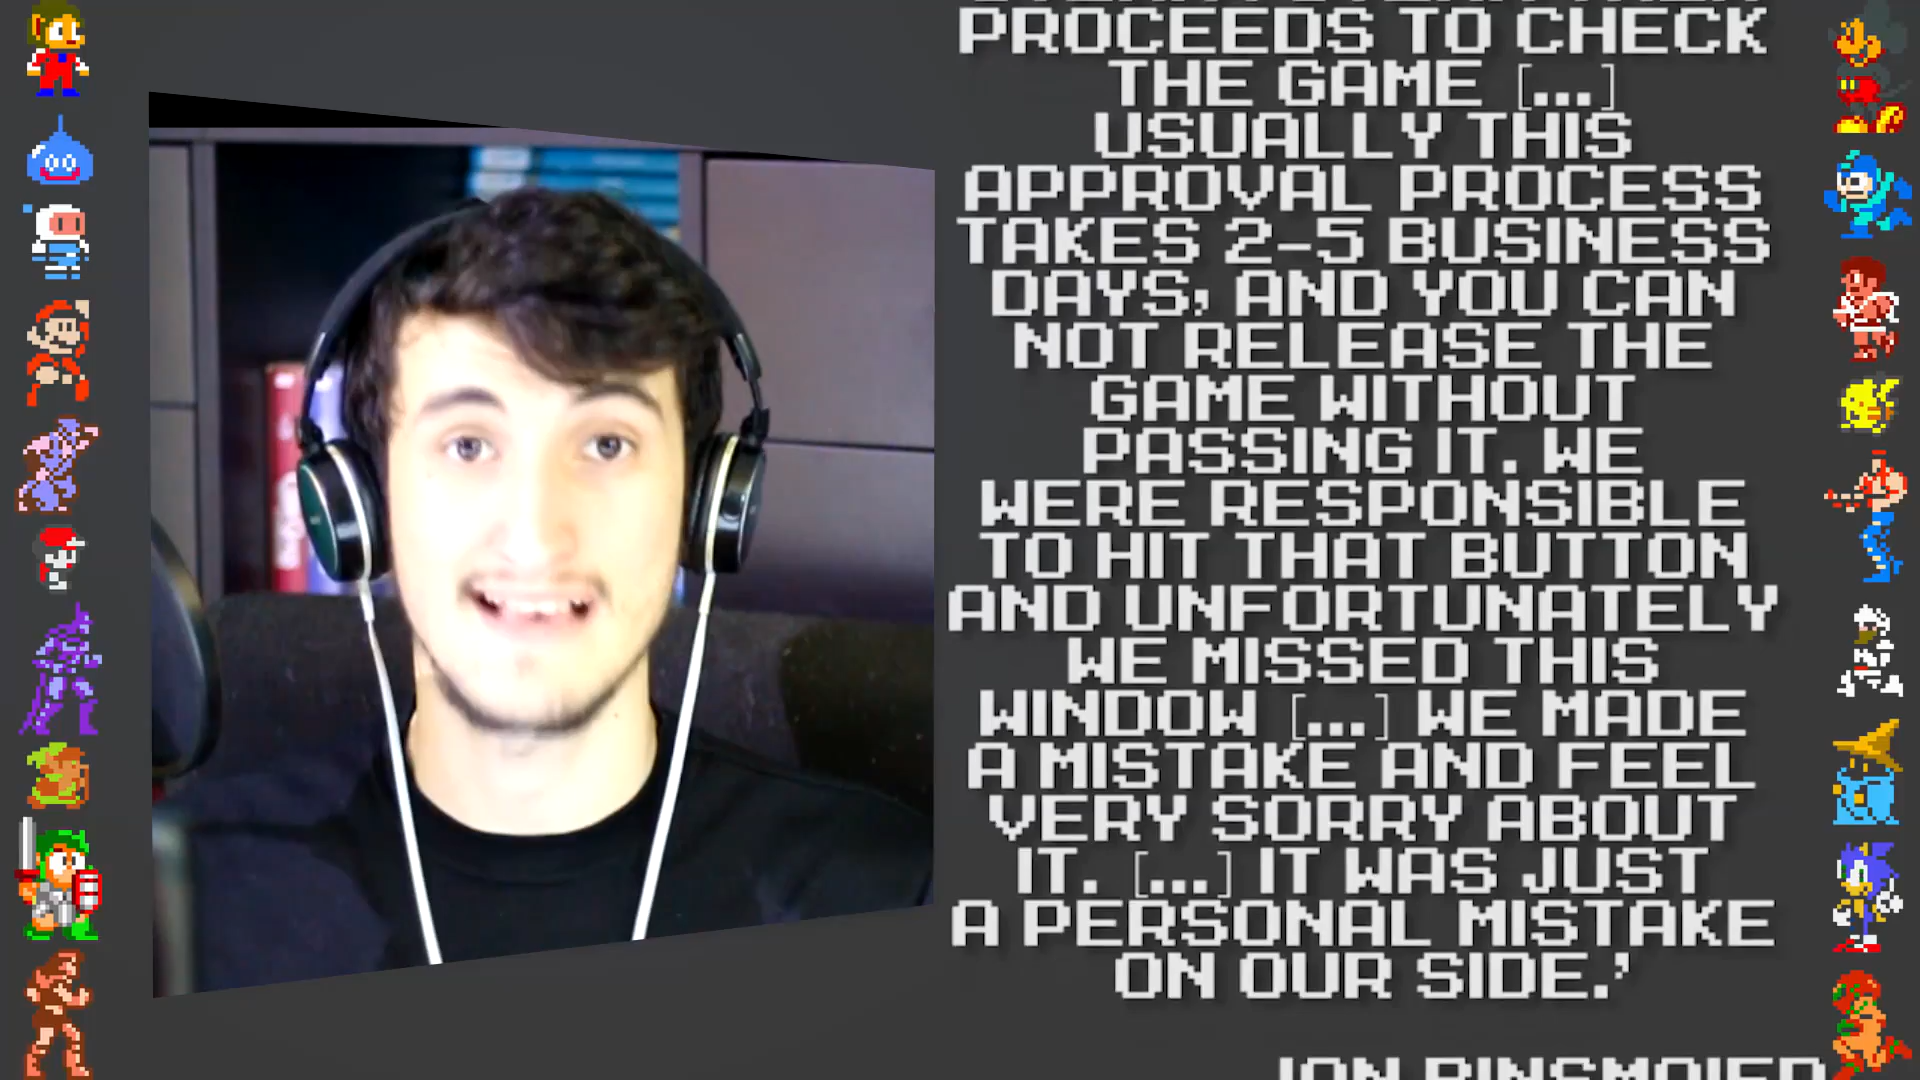 PROCEEDS TO CHECK
THE GAME [...]
USUALLY THIS
APPROVAL PROCESS
TAKES 2-5 BUSINESS
DAYS, AND YOU CAN
NOT RELEASE THE
GAME WITHOUT
PASSING IT. WE
WERE RESPONSIBLE
TO HIT THAT BUTTON
AND UNFORTUNATELY
WE MISSED THIS
WINDOW [...] WE MADE
A MISTAKE AND FEEL
VERY SORRY ABOUT
IT. [...] IT WAS JUST
A PERSONAL MISTAKE
ON OUR SIDE.'